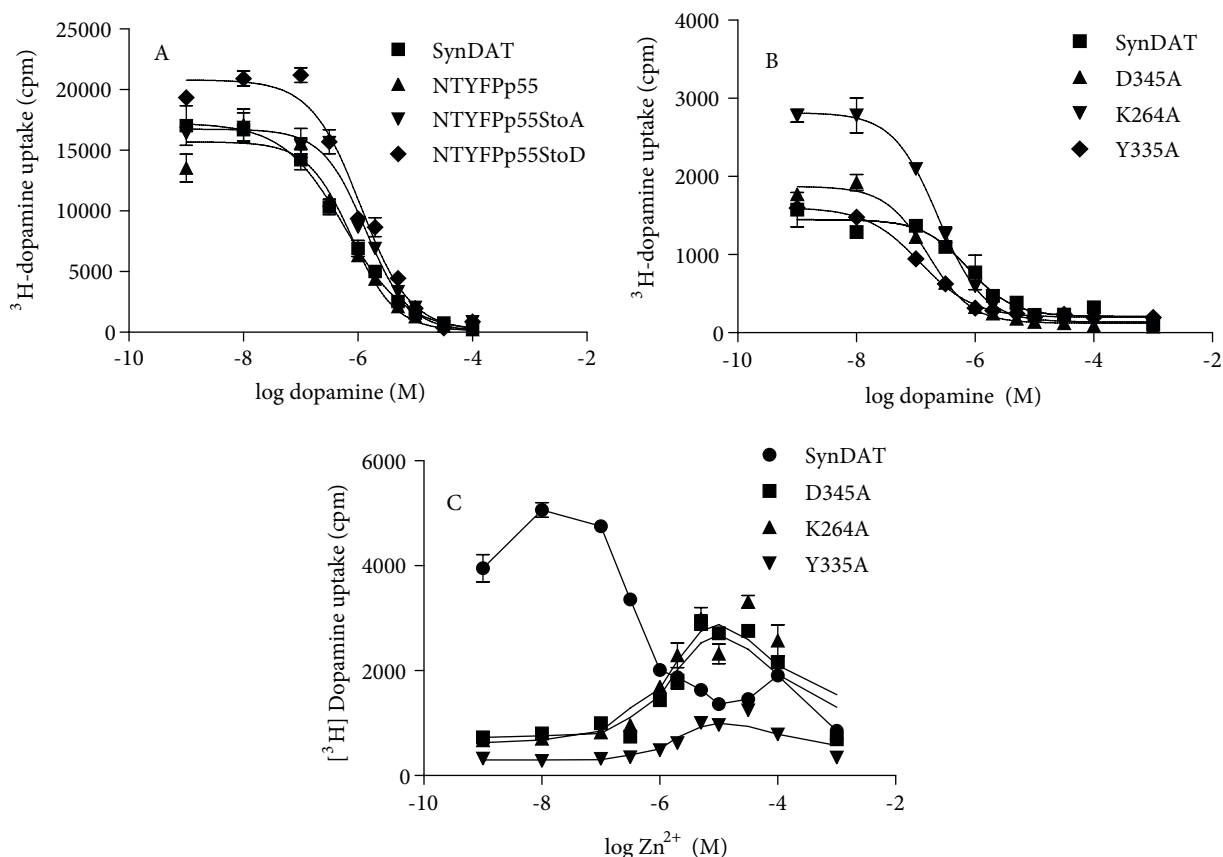 25000
20000
15000
10000
5000
0
-10
-8
-6
-4
-2
³H-dopamine uptake (cpm)
log dopamine (M)
A
SynDAT
NTYFPp55
NTYFPp55StoA
NTYFPp55StoD
4000
3000
2000
1000
0
-10
-8
-6
-4
-2
³H-dopamine uptake (cpm)
log dopamine (M)
B
SynDAT
D345A
K264A
Y335A
6000
4000
2000
0
-10
-8
-6
-4
-2
[³H] Dopamine uptake (cpm)
log Zn²⁺ (M)
C
SynDAT
D345A
K264A
Y335A